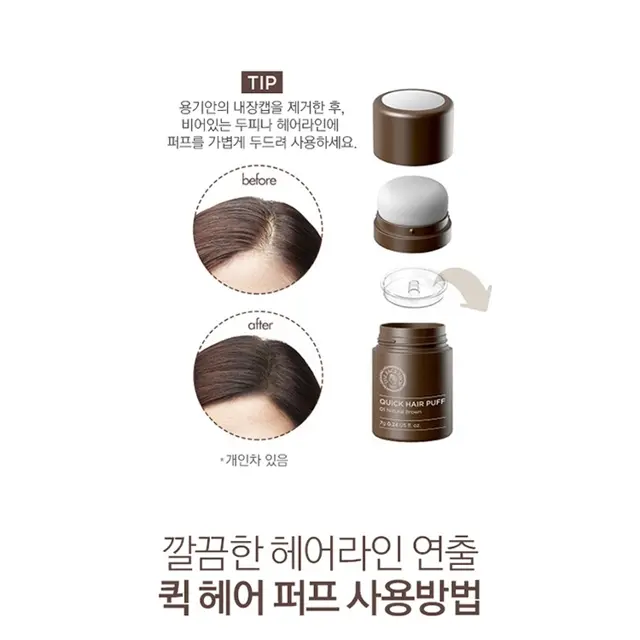 TIP
용기안의 내장캡을 제거한 후,
비어있는 두피나 헤어라인에
퍼프를 가볍게 두드려 사용하세요.
before
after
QUICK HAIR PUFF
01 Natural Brown
*개인차 있음
깔끔한 헤어라인 연출
퀵 헤어 퍼프 사용방법